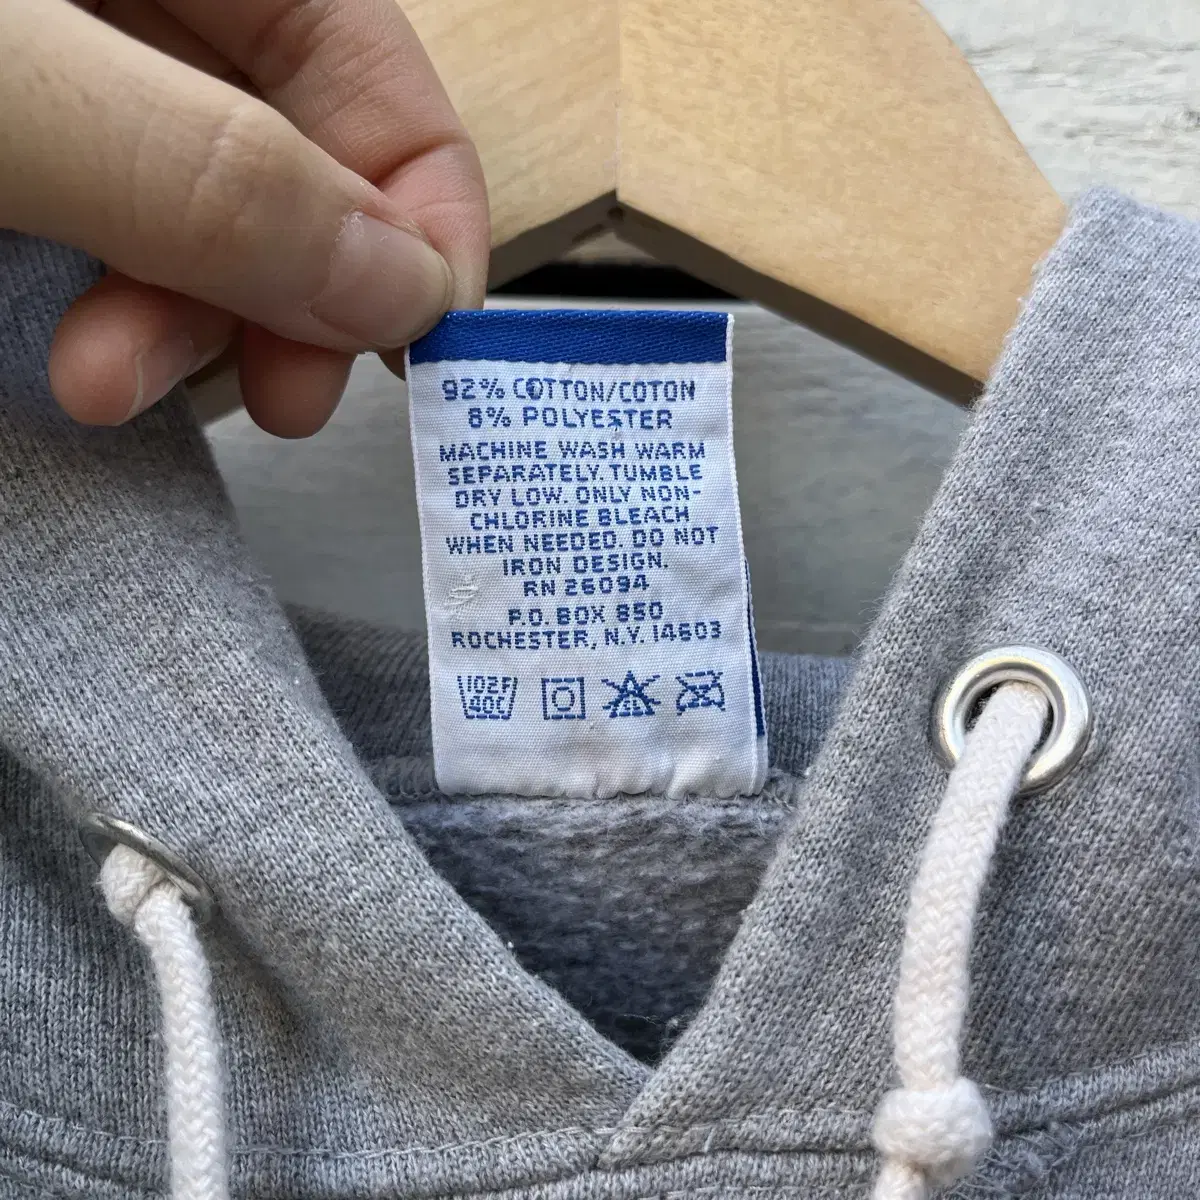 92% COTTON/COTON
8% POLYESTER
MACHINE WASH WARM
SEPARATELY. TUMBLE
DRY LOW. ONLY NON-
CHLORINE BLEACH
WHEN NEEDED. DO NOT
IRON DESIGN.
RN 26094
P.O. BOX 850
ROCHESTER, N.Y. 14603
102F
40C